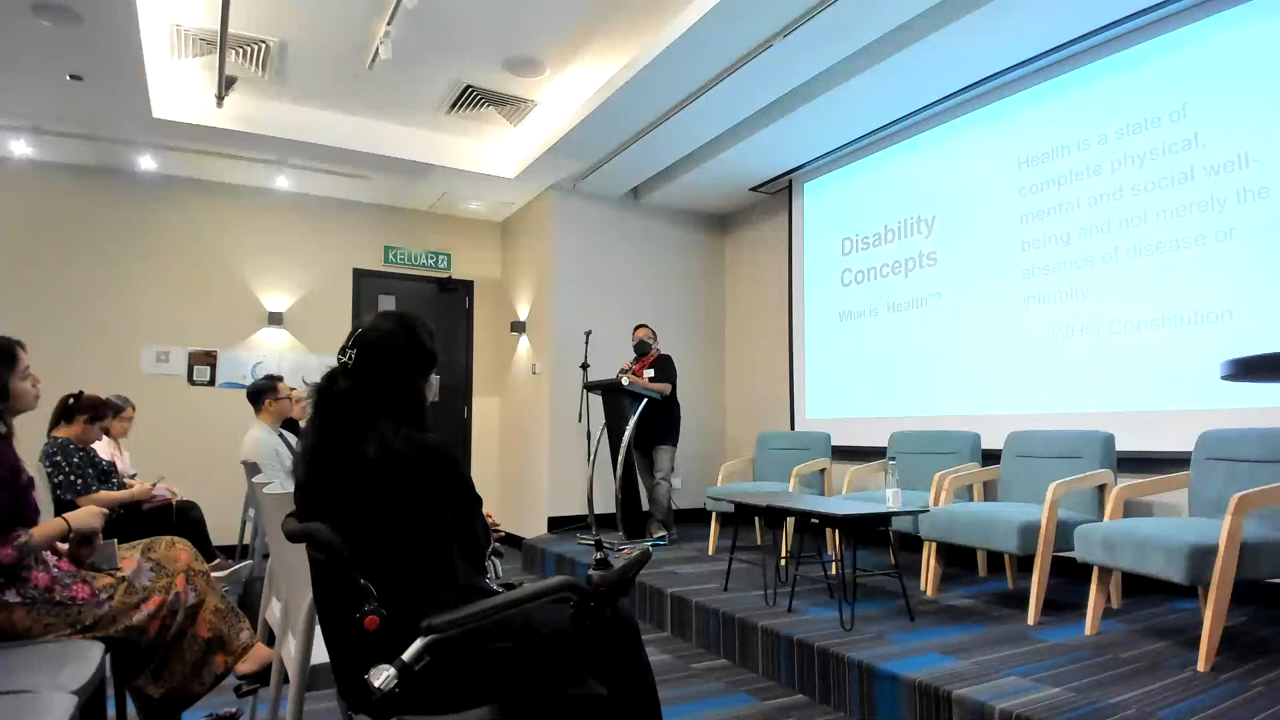 KELUAR
Disability
Concepts
What is "Health"?
Health is a state of
complete physical,
mental and social well-
being and not merely the
absence of disease or
infirmity.
WHO Constitution